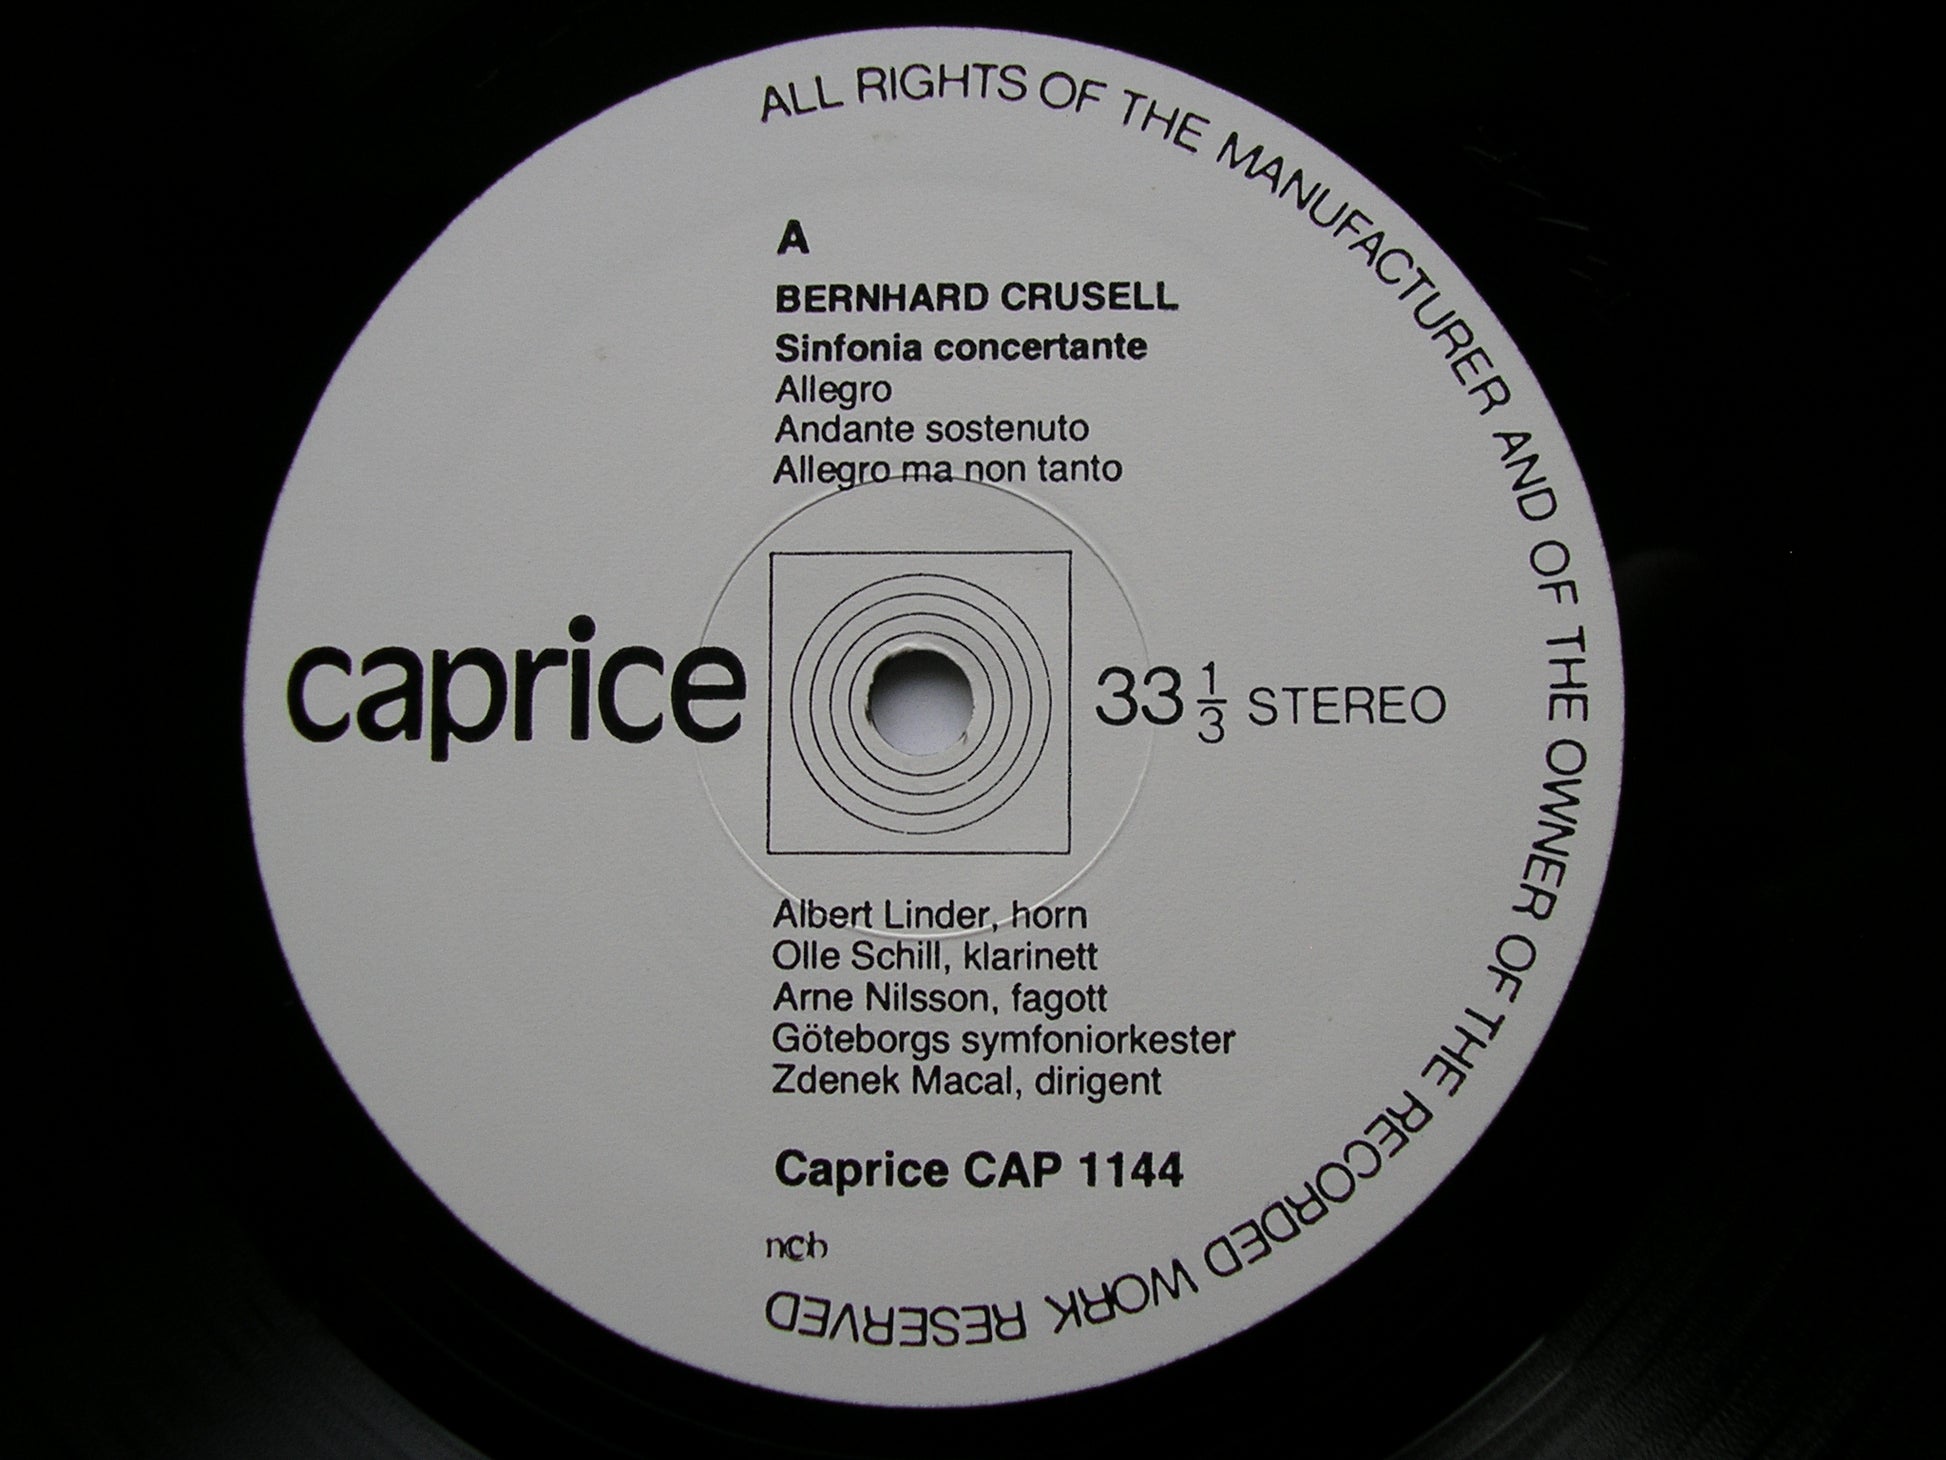 ALL RIGHTS OF THE MANUFACTURER AND OF THE OWNER OF THE RECORDED WORK RESERVED
A
BERNHARD CRUSELL
Sinfonia concertante
Allegro
Andante sostenuto
Allegro ma non tanto
caprice
33 1/3 STEREO
Albert Linder, horn
Olle Schill, klarinett
Arne Nilsson, fagott
Göteborgs symfoniorkester
Zdenek Macal, dirigent
Caprice CAP 1144
ncb